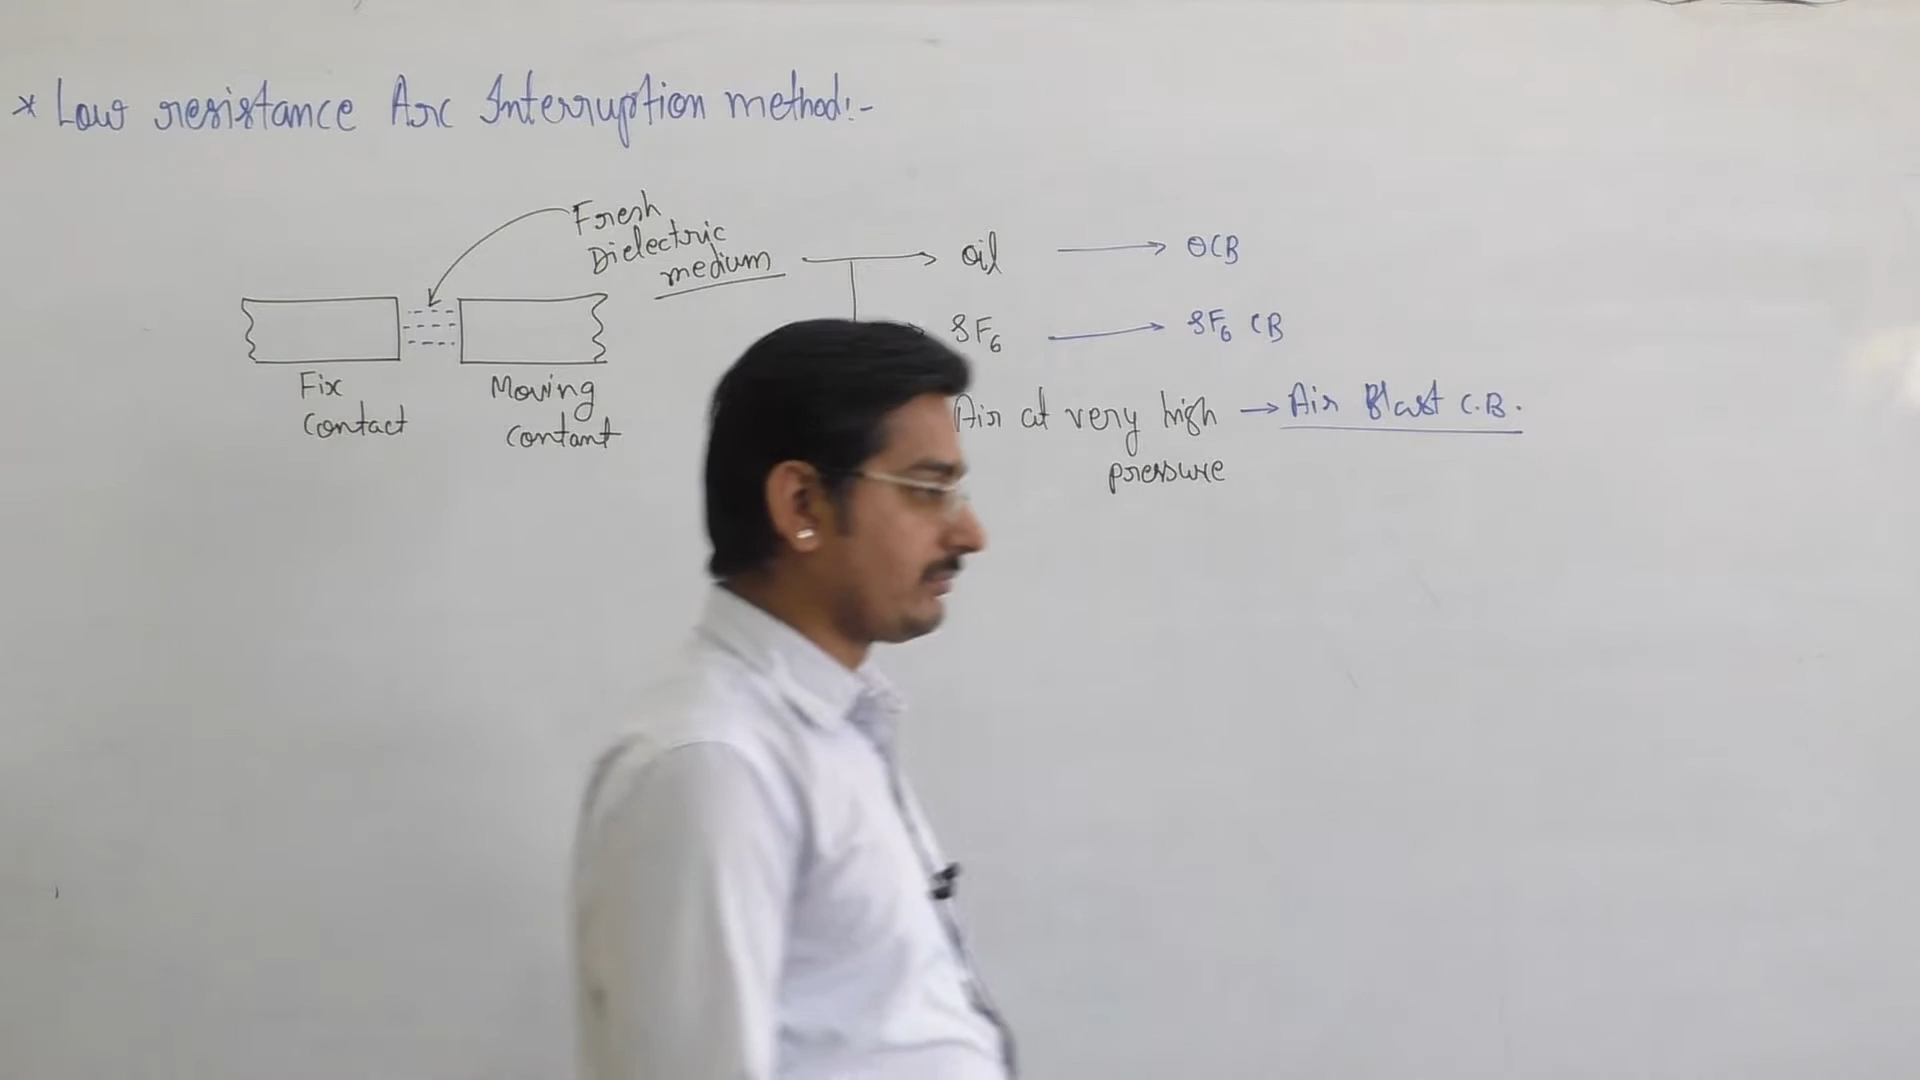 * Low resistance Arc Interruption method:-
Fresh
Dielectric
medium
oil → OCB
SF6 → SF6 CB
Air at very high → Air Blast C.B.
pressure
Fix
Contact
Moving
Contant